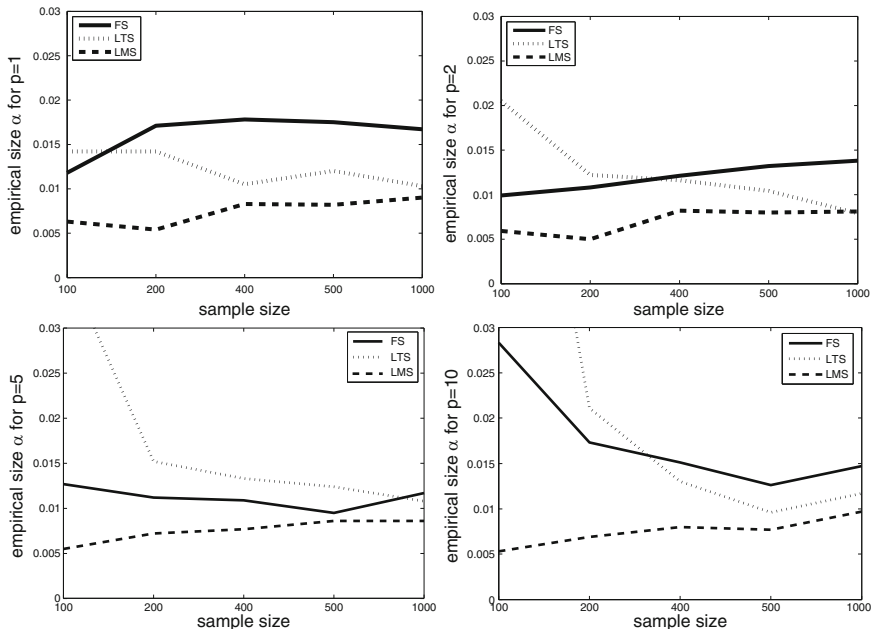 0.03
0.025
0.02
0.015
0.01
0.005
0
empirical size α for p=1
FS
LTS
LMS
100
200
400
500
1000
sample size
0.03
0.025
0.02
0.015
0.01
0.005
0
empirical size α for p=2
FS
LTS
LMS
100
200
400
500
1000
sample size
0.03
0.025
0.02
0.015
0.01
0.005
0
empirical size α for p=5
FS
LTS
LMS
100
200
400
500
1000
sample size
0.03
0.025
0.02
0.015
0.01
0.005
0
empirical size α for p=10
FS
LTS
LMS
100
200
400
500
1000
sample size